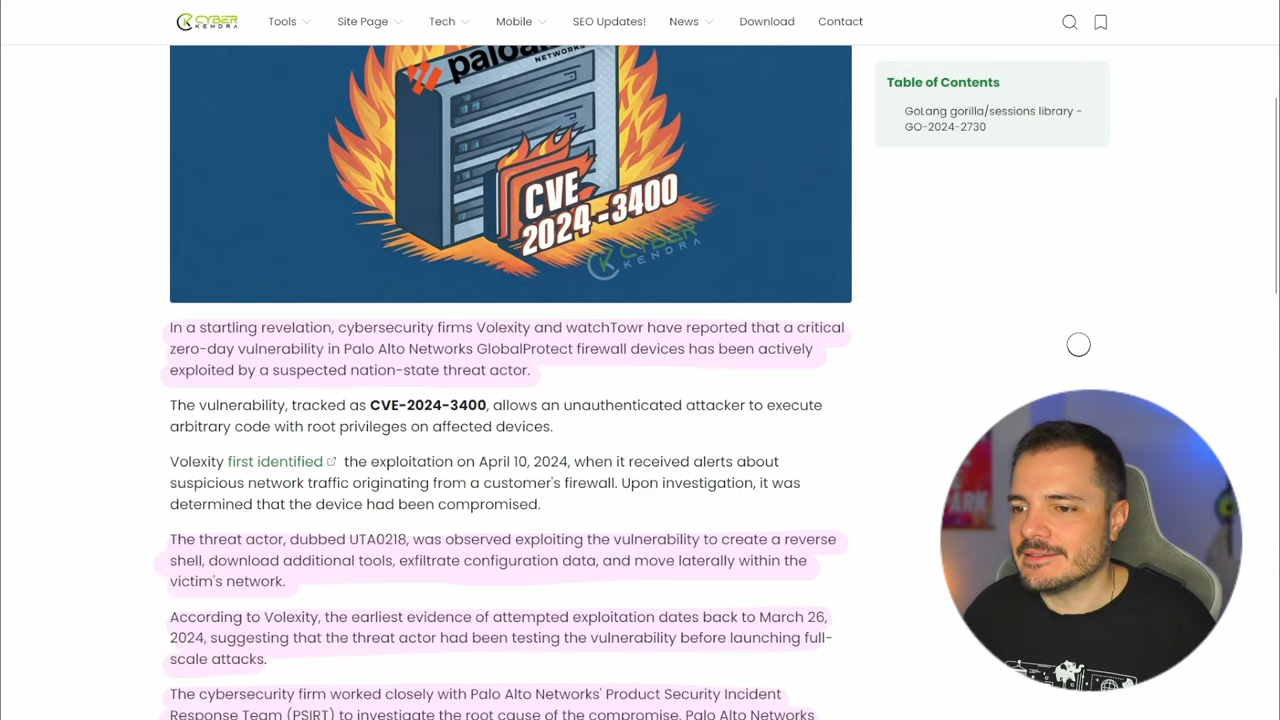 CYBER
KENDRA
Tools
Site Page
Tech
Mobile
SEO Updates!
News
Download
Contact
paloal
NETWORKS
CVE
2024-3400
CYBER
KENDRA
Table of Contents
GoLang gorilla/sessions library -
GO-2024-2730
In a startling revelation, cybersecurity firms Volexity and watchTowr have reported that a critical
zero-day vulnerability in Palo Alto Networks GlobalProtect firewall devices has been actively
exploited by a suspected nation-state threat actor.
The vulnerability, tracked as CVE-2024-3400, allows an unauthenticated attacker to execute
arbitrary code with root privileges on affected devices.
Volexity first identified the exploitation on April 10, 2024, when it received alerts about
suspicious network traffic originating from a customer's firewall. Upon investigation, it was
determined that the device had been compromised.
The threat actor, dubbed UTA0218, was observed exploiting the vulnerability to create a reverse
shell, download additional tools, exfiltrate configuration data, and move laterally within the
victim's network.
According to Volexity, the earliest evidence of attempted exploitation dates back to March 26,
2024, suggesting that the threat actor had been testing the vulnerability before launching full-
scale attacks.
The cybersecurity firm worked closely with Palo Alto Networks' Product Security Incident
Response Team (PSIRT) to investigate the root cause of the compromise. Palo Alto Networks